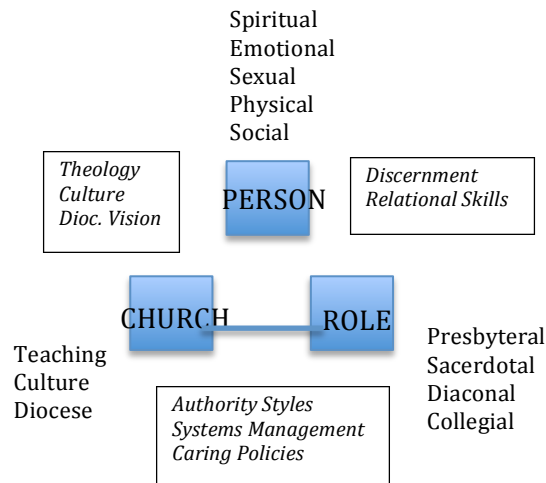 Spiritual
Emotional
Sexual
Physical
Social
Theology
Culture
Dioc. Vision
PERSON
Discernment
Relational Skills
CHURCH
ROLE
Teaching
Culture
Diocese
Authority Styles
Systems Management
Caring Policies
Presbyteral
Sacerdotal
Diaconal
Collegial